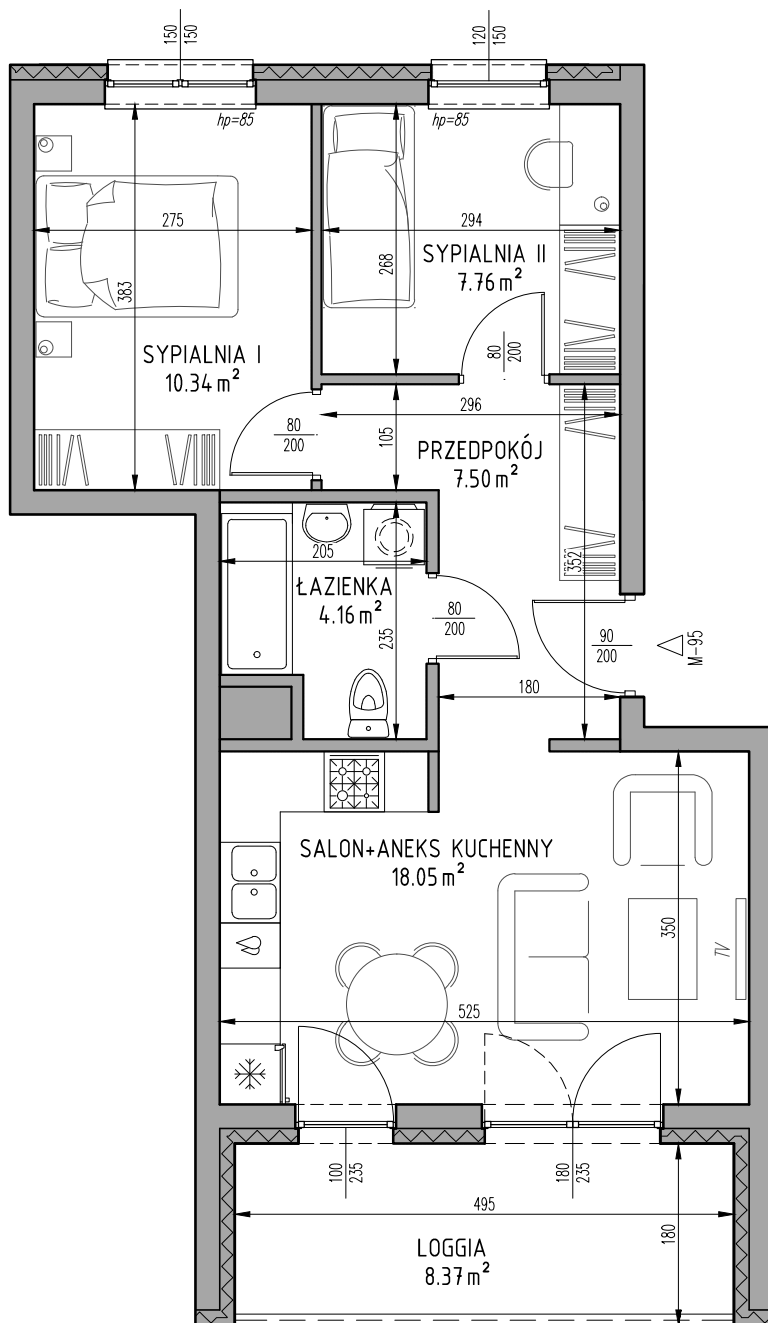 150
150
120
150
hp=85
hp=85
275
383
SYPIALNIA I
10.34 m²
294
268
SYPIALNIA II
7.76 m²
80
200
80
200
296
105
PRZEDPOKÓJ
7.50 m²
352
205
ŁAZIENKA
4.16 m²
235
80
200
90
200
M-95
180
SALON+ANEKS KUCHENNY
18.05 m²
350
TV
525
100
235
180
235
495
180
LOGGIA
8.37 m²